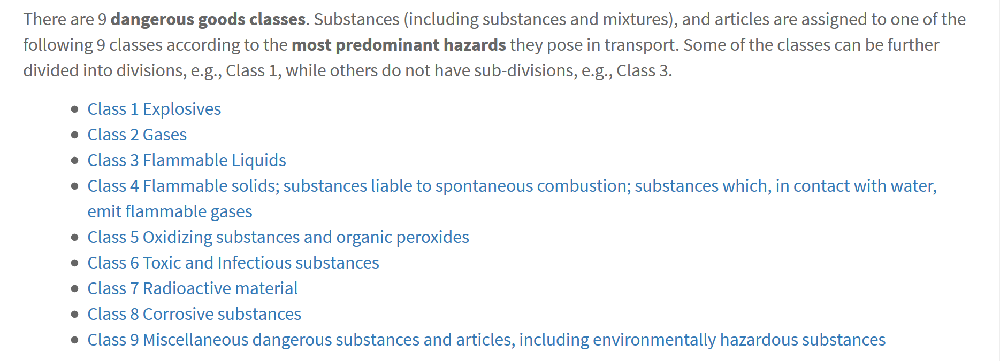 There are 9 dangerous goods classes. Substances (including substances and mixtures), and articles are assigned to one of the
following 9 classes according to the most predominant hazards they pose in transport. Some of the classes can be further
divided into divisions, e.g., Class 1, while others do not have sub-divisions, e.g., Class 3.
• Class 1 Explosives
• Class 2 Gases
• Class 3 Flammable Liquids
• Class 4 Flammable solids; substances liable to spontaneous combustion; substances which, in contact with water,
emit flammable gases
• Class 5 Oxidizing substances and organic peroxides
• Class 6 Toxic and Infectious substances
• Class 7 Radioactive material
• Class 8 Corrosive substances
• Class 9 Miscellaneous dangerous substances and articles, including environmentally hazardous substances